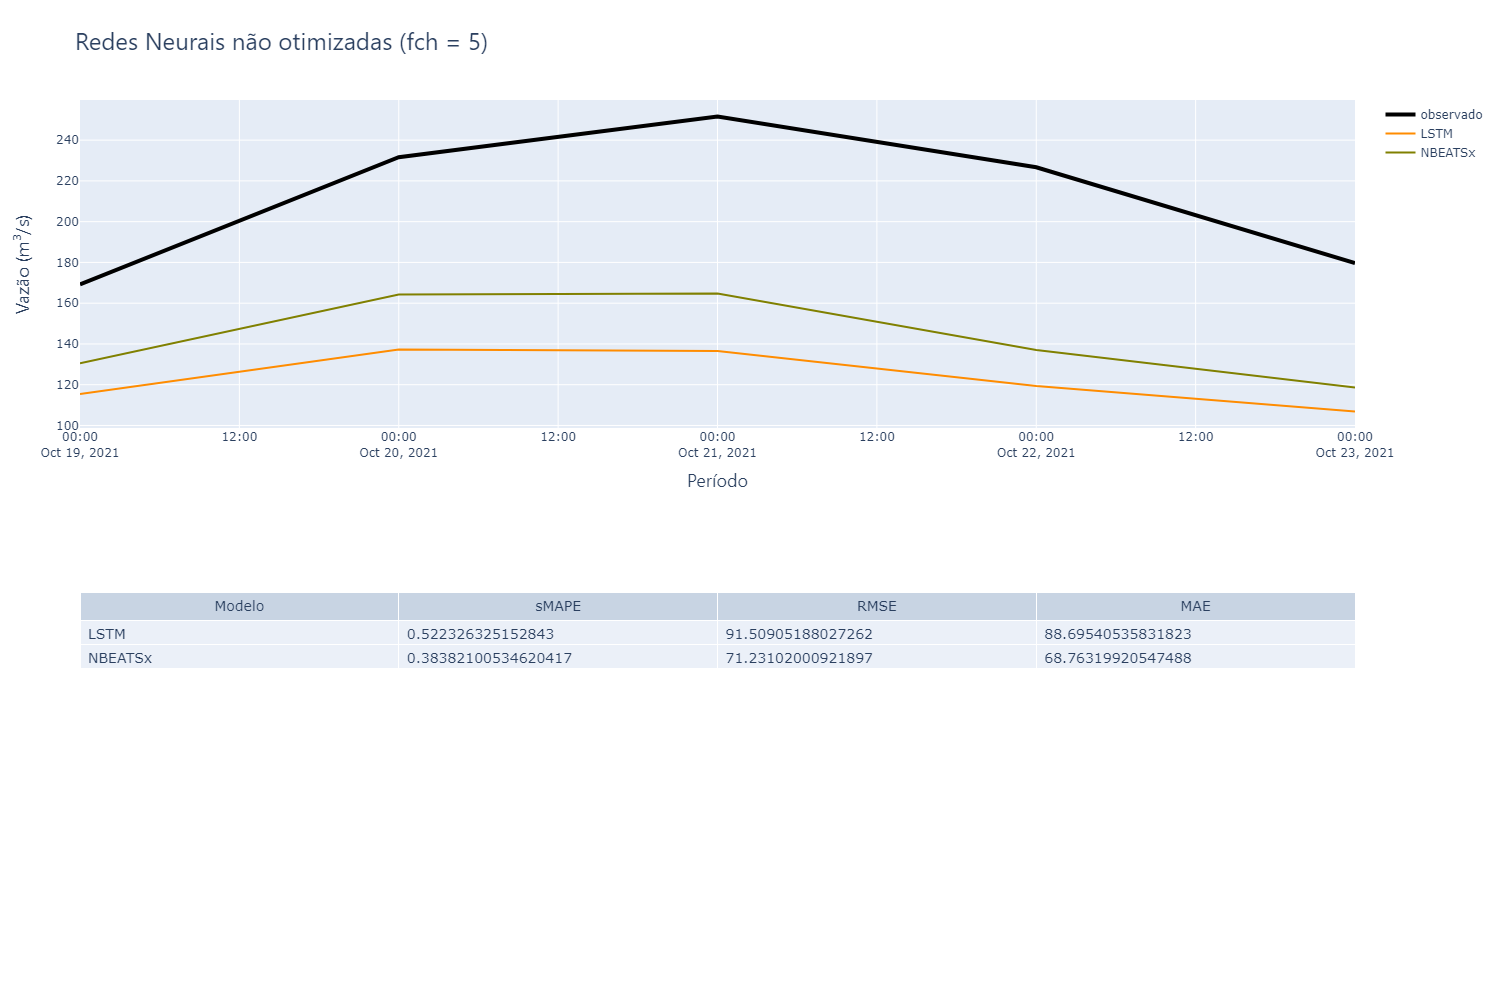 Redes Neurais não otimizadas (fch = 5)
observado
LSTM
NBEATSx
Vazão (m³/s)
240
220
200
180
160
140
120
100
00:00 12:00 00:00 12:00 00:00 12:00 00:00 12:00 00:00
Oct 19, 2021 Oct 20, 2021 Oct 21, 2021 Oct 22, 2021 Oct 23, 2021
Período
Modelo sMAPE RMSE MAE
LSTM 0.522326325152843 91.50905188027262 88.69540535831823
NBEATSx 0.38382100534620417 71.23102000921897 68.76319920547488